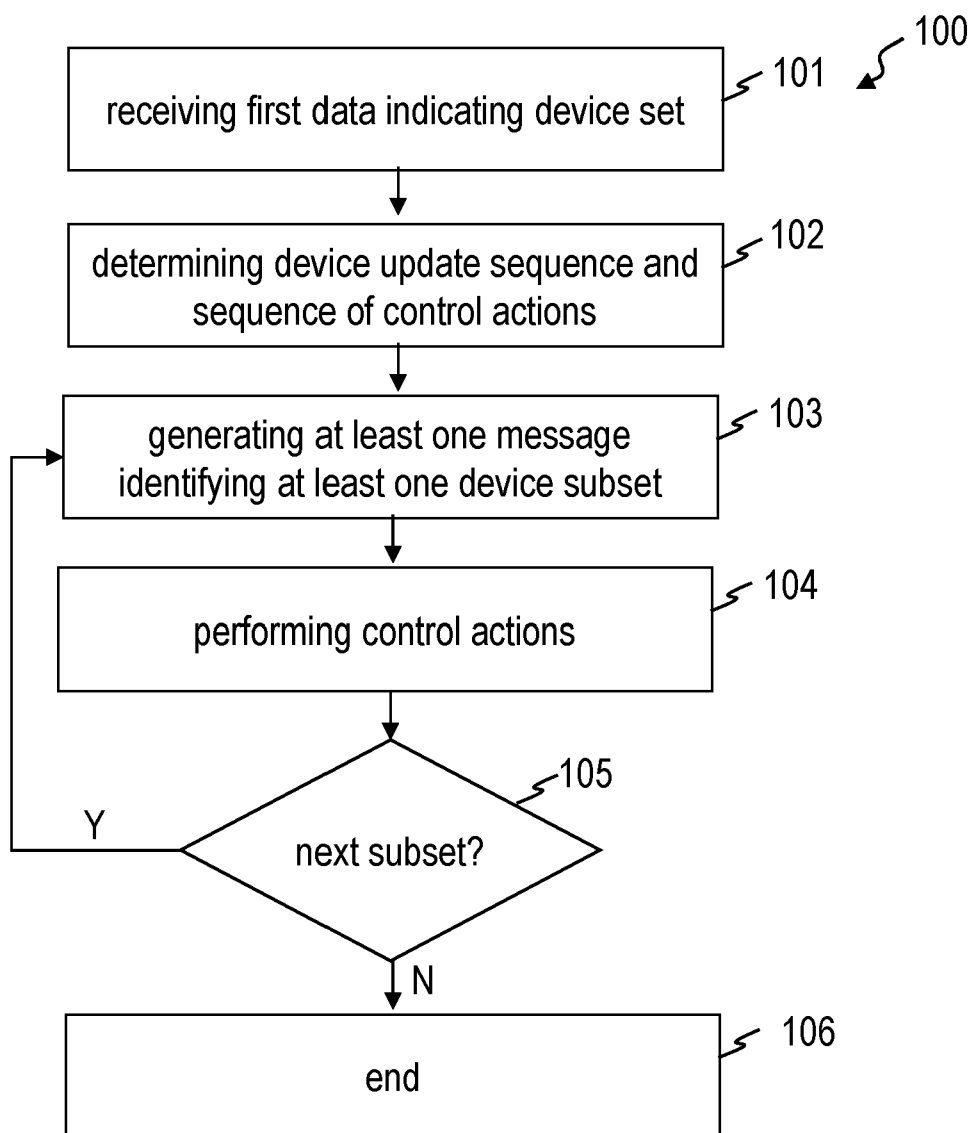 100
101
receiving first data indicating device set
102
determining device update sequence and
sequence of control actions
103
generating at least one message
identifying at least one device subset
104
performing control actions
105
next subset?
Y
N
106
end